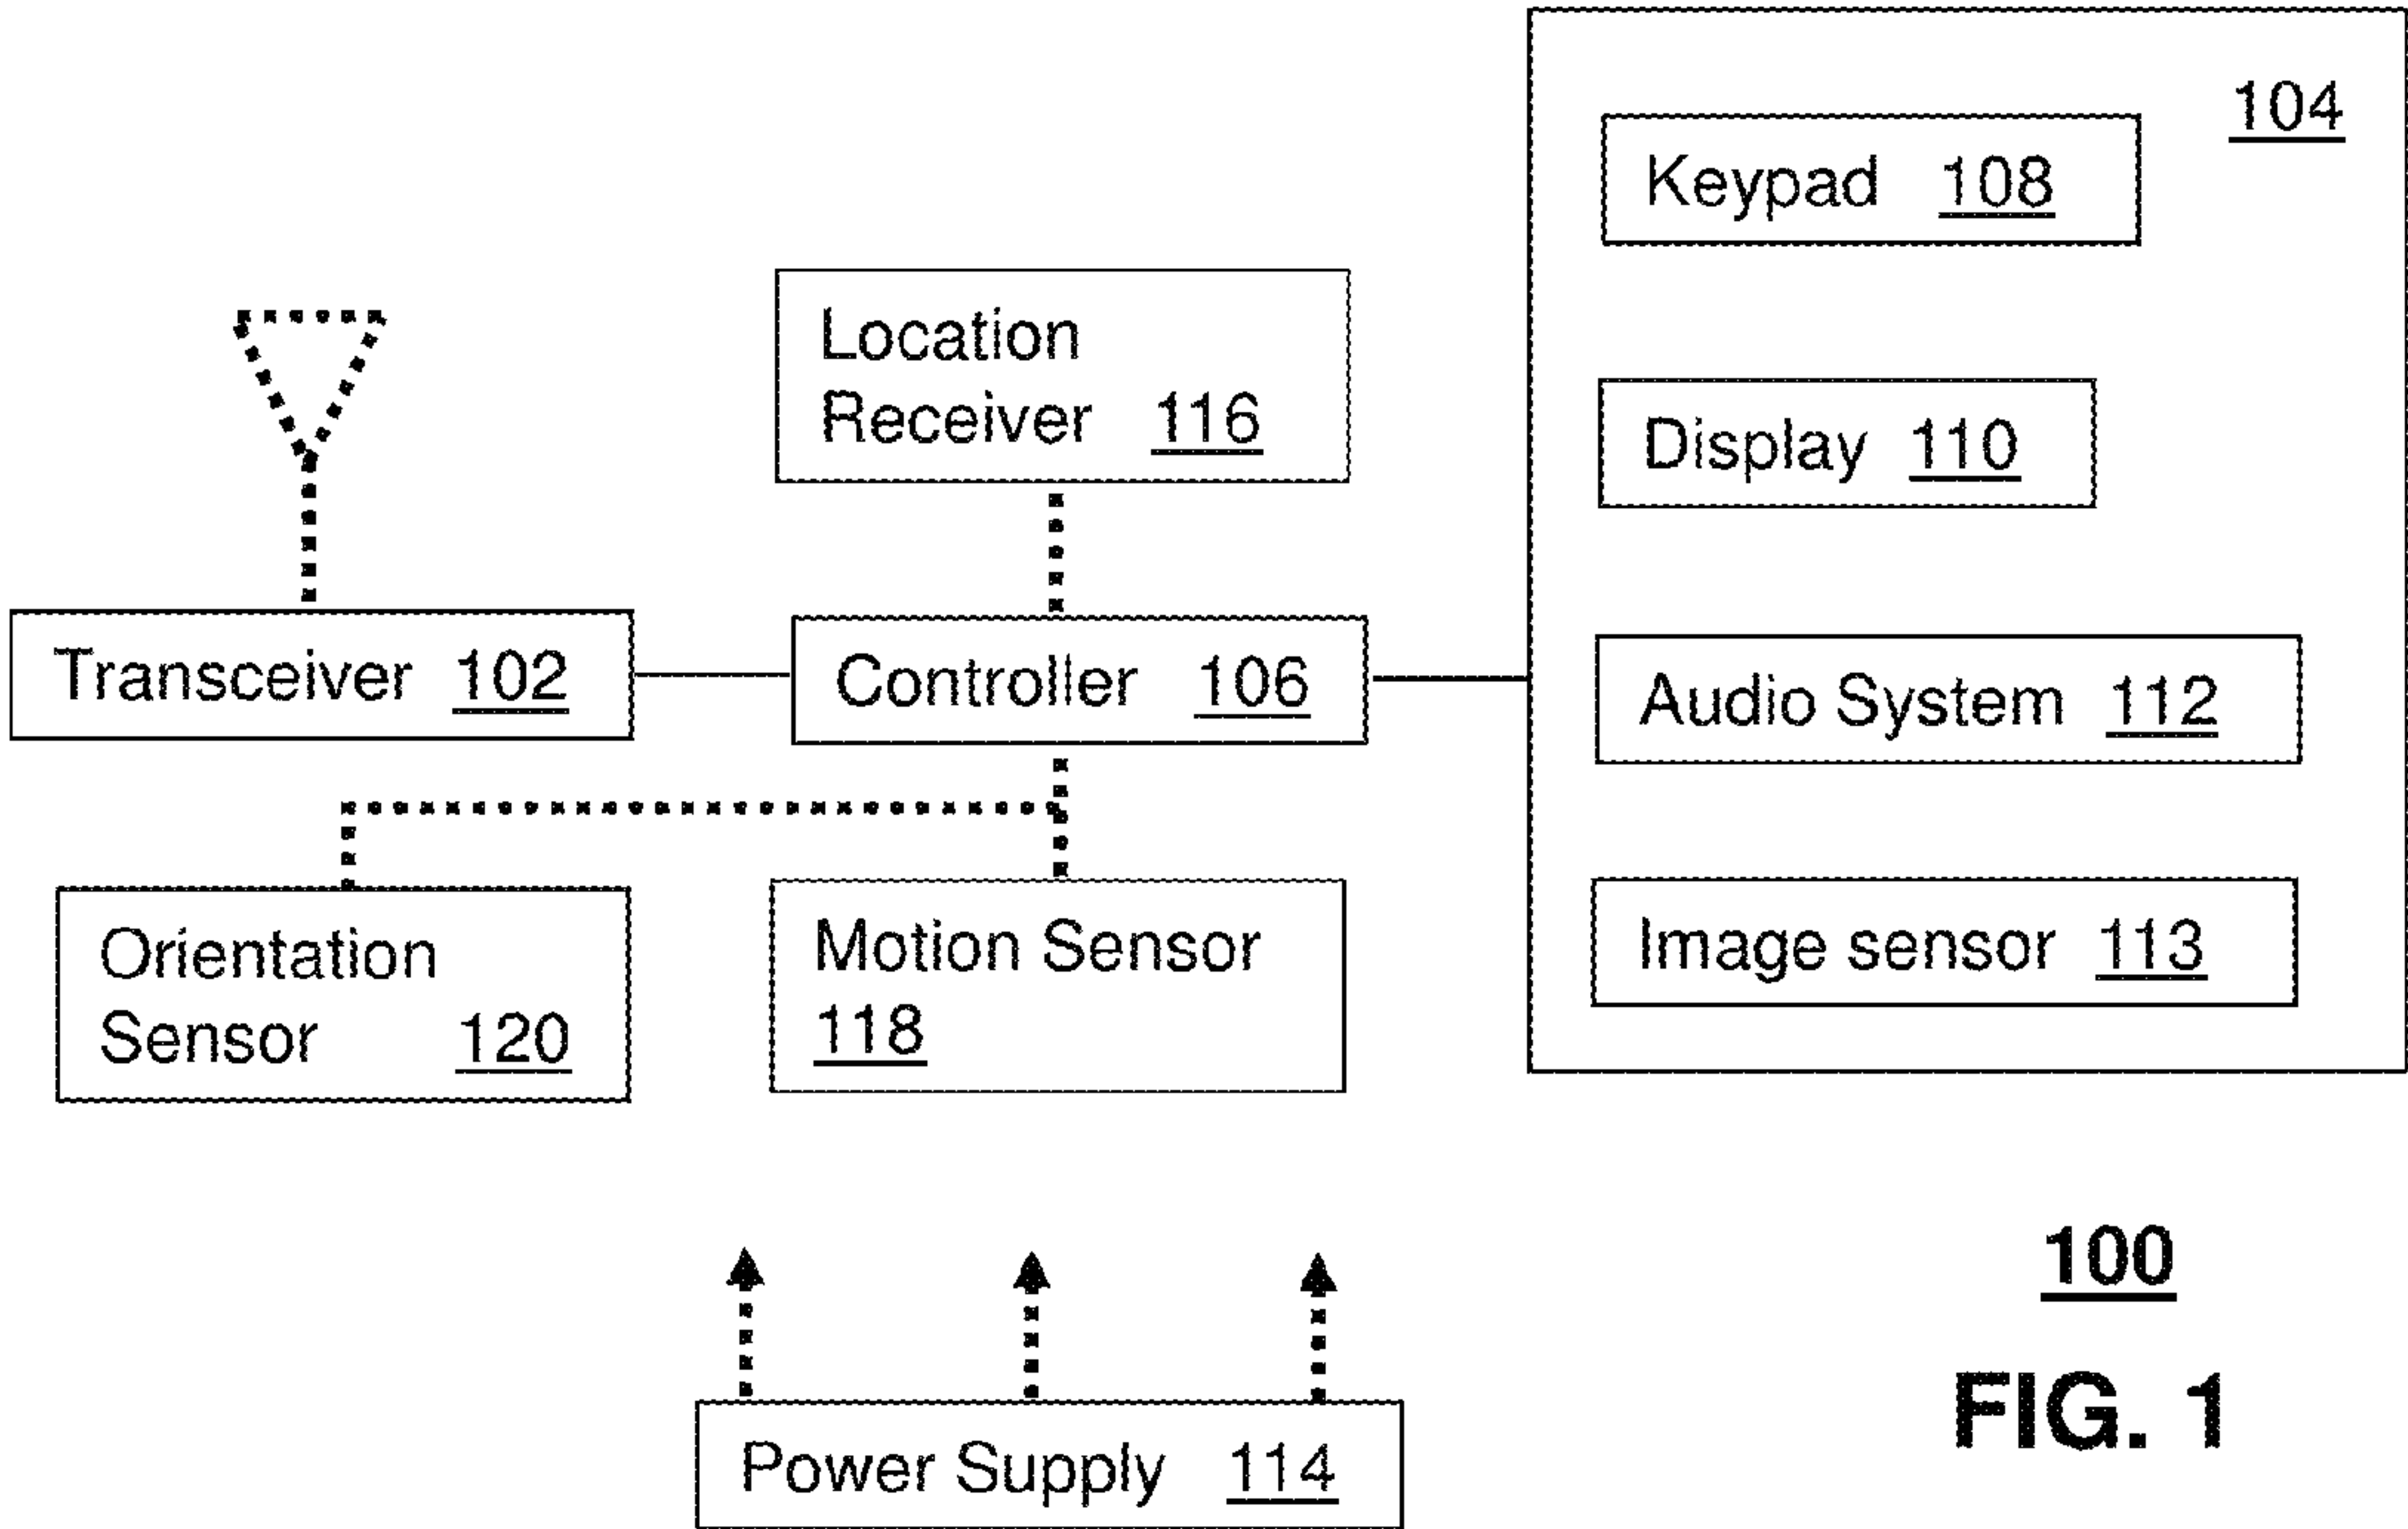 104
Keypad 108
Location
Receiver 116
Display 110
Transceiver 102
Controller 106
Audio System 112
Orientation
Sensor 120
Motion Sensor
118
Image sensor 113
100
Power Supply 114
FIG. 1